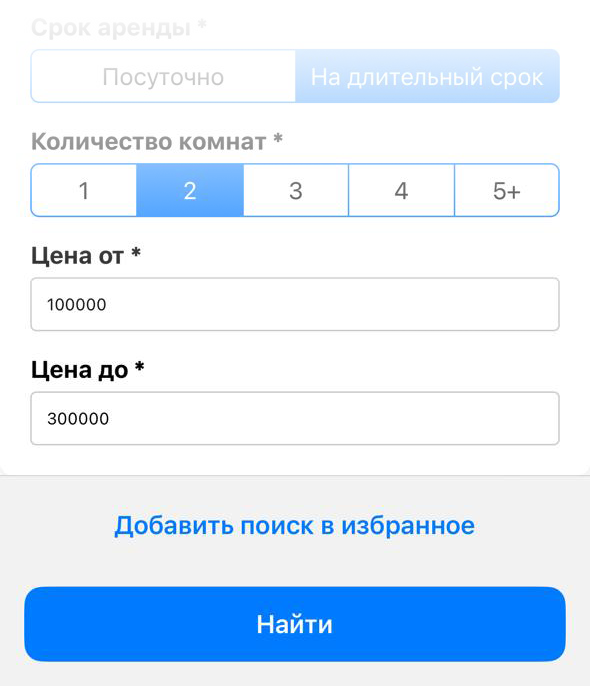 Срок аренды *
Посуточно
На длительный срок
Количество комнат *
1
2
3
4
5+
Цена от *
100000
Цена до *
300000
Добавить поиск в избранное
Найти